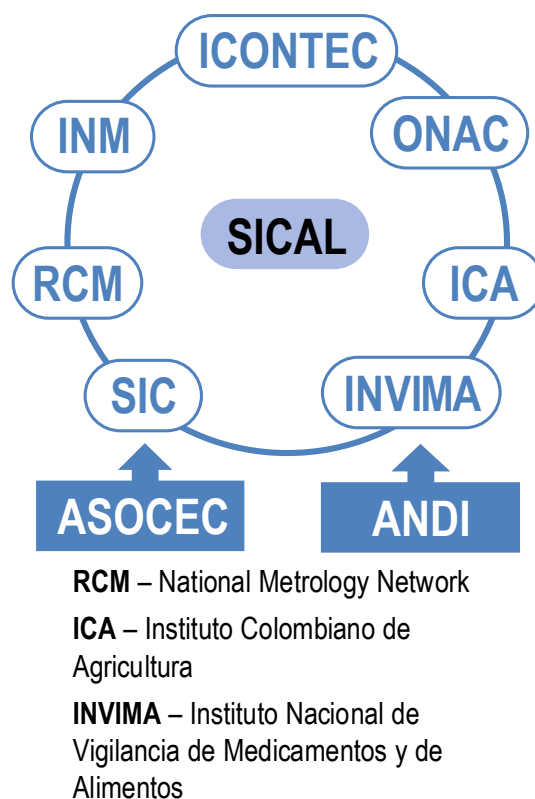 ICONTEC
INM
ONAC
SICAL
RCM
ICA
SIC
INVIMA
ASOCEC
ANDI
RCM – National Metrology Network
ICA – Instituto Colombiano de
Agricultura
INVIMA – Instituto Nacional de
Vigilancia de Medicamentos y de
Alimentos